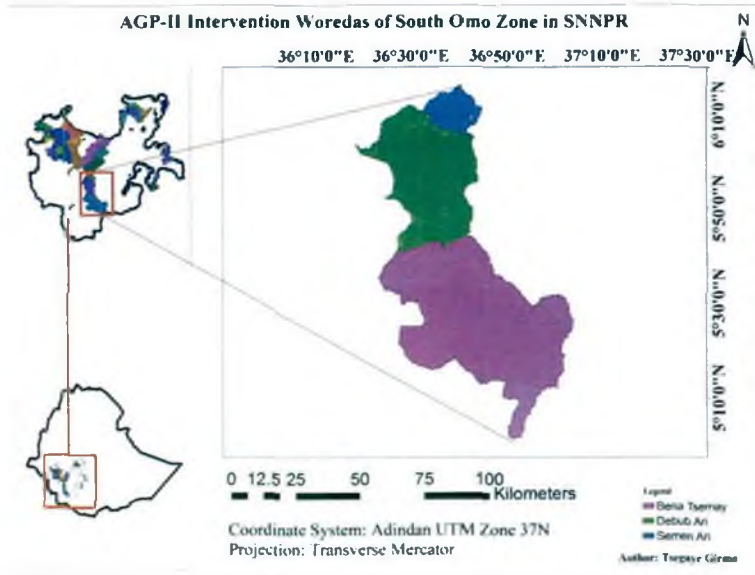 AGP-II Intervention Woredas of South Omo Zone in SNNPR
N
36°10'0"E 36°30'0"E 36°50'0"E 37°10'0"E 37°30'0"E
6°10'0"N
5°50'0"N
5°30'0"N
5°10'0"N
0 12.5 25 50 75 100
Kilometers
Coordinate System: Adindan UTM Zone 37N
Projection: Transverse Mercator
Legend
Bena Tsemay
Debub Ari
Semen Ari
Author: Tsegaye Girma